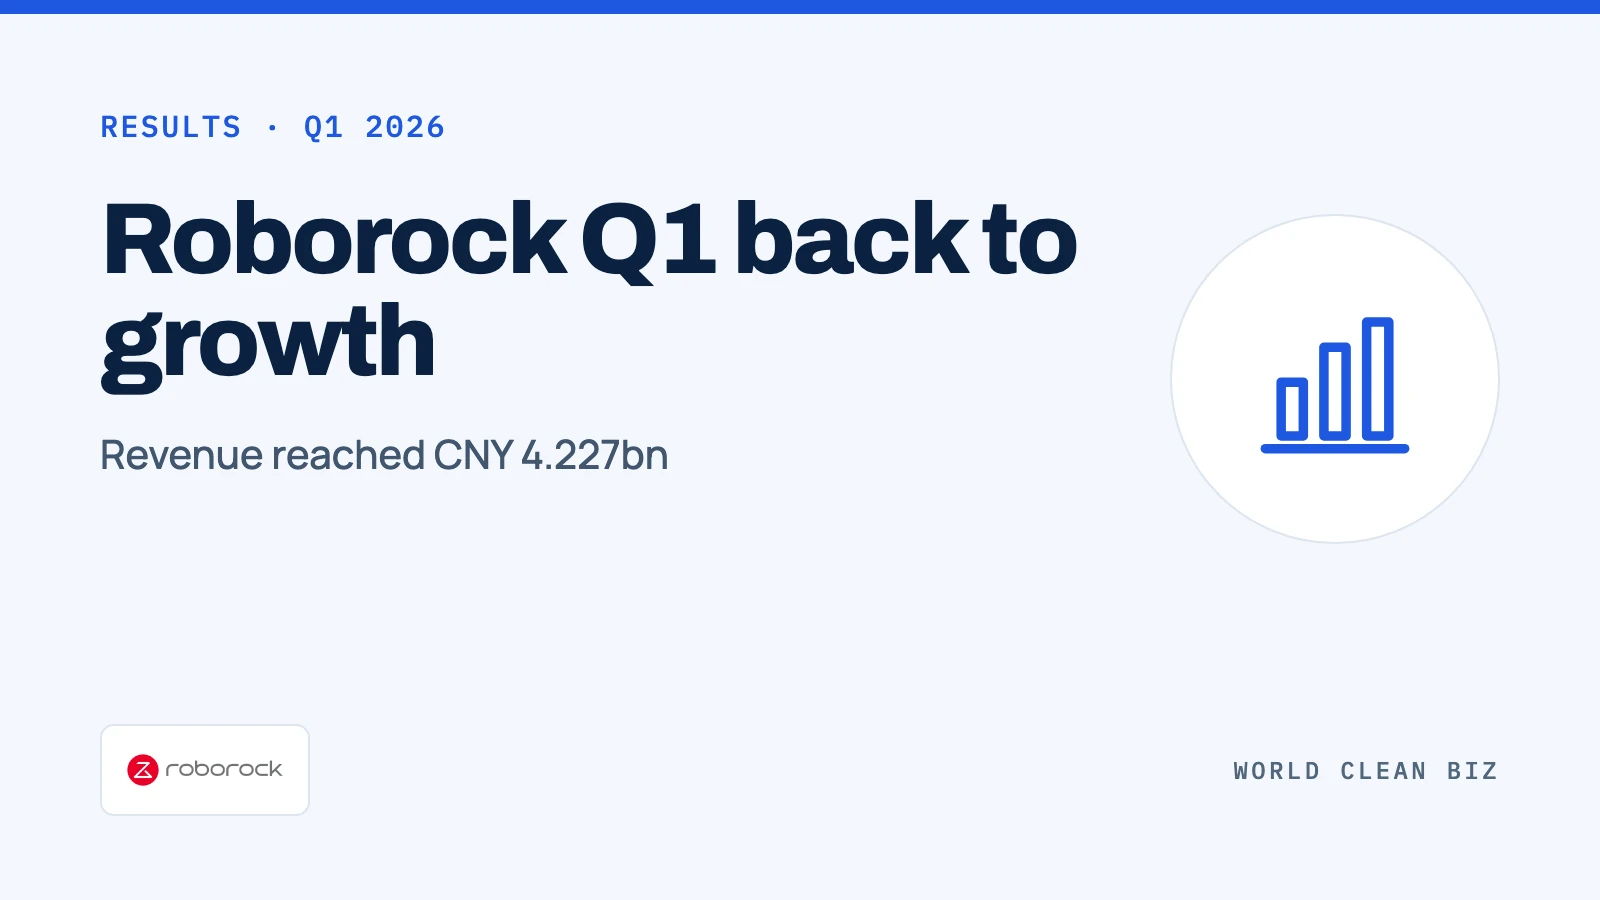 RESULTS · Q1 2026
Roborock Q1 back to
growth
Revenue reached CNY 4.227bn
roborock
WORLD CLEAN BIZ